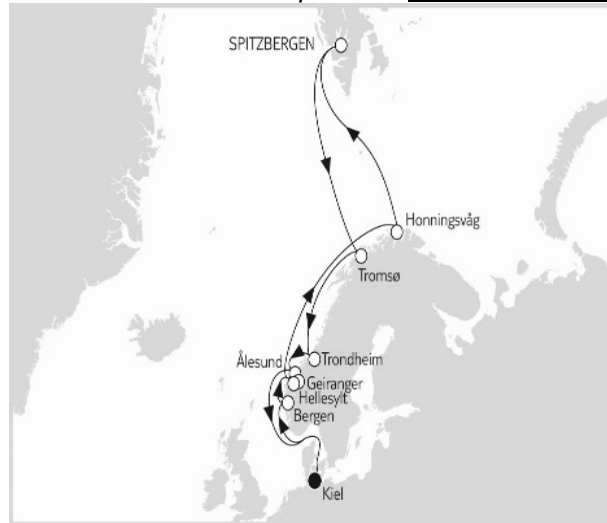 SPITZBERGEN
Honningsvåg
Tromsø
Trondheim
Ålesund
Geiranger
Hellesylt
Bergen
Kiel